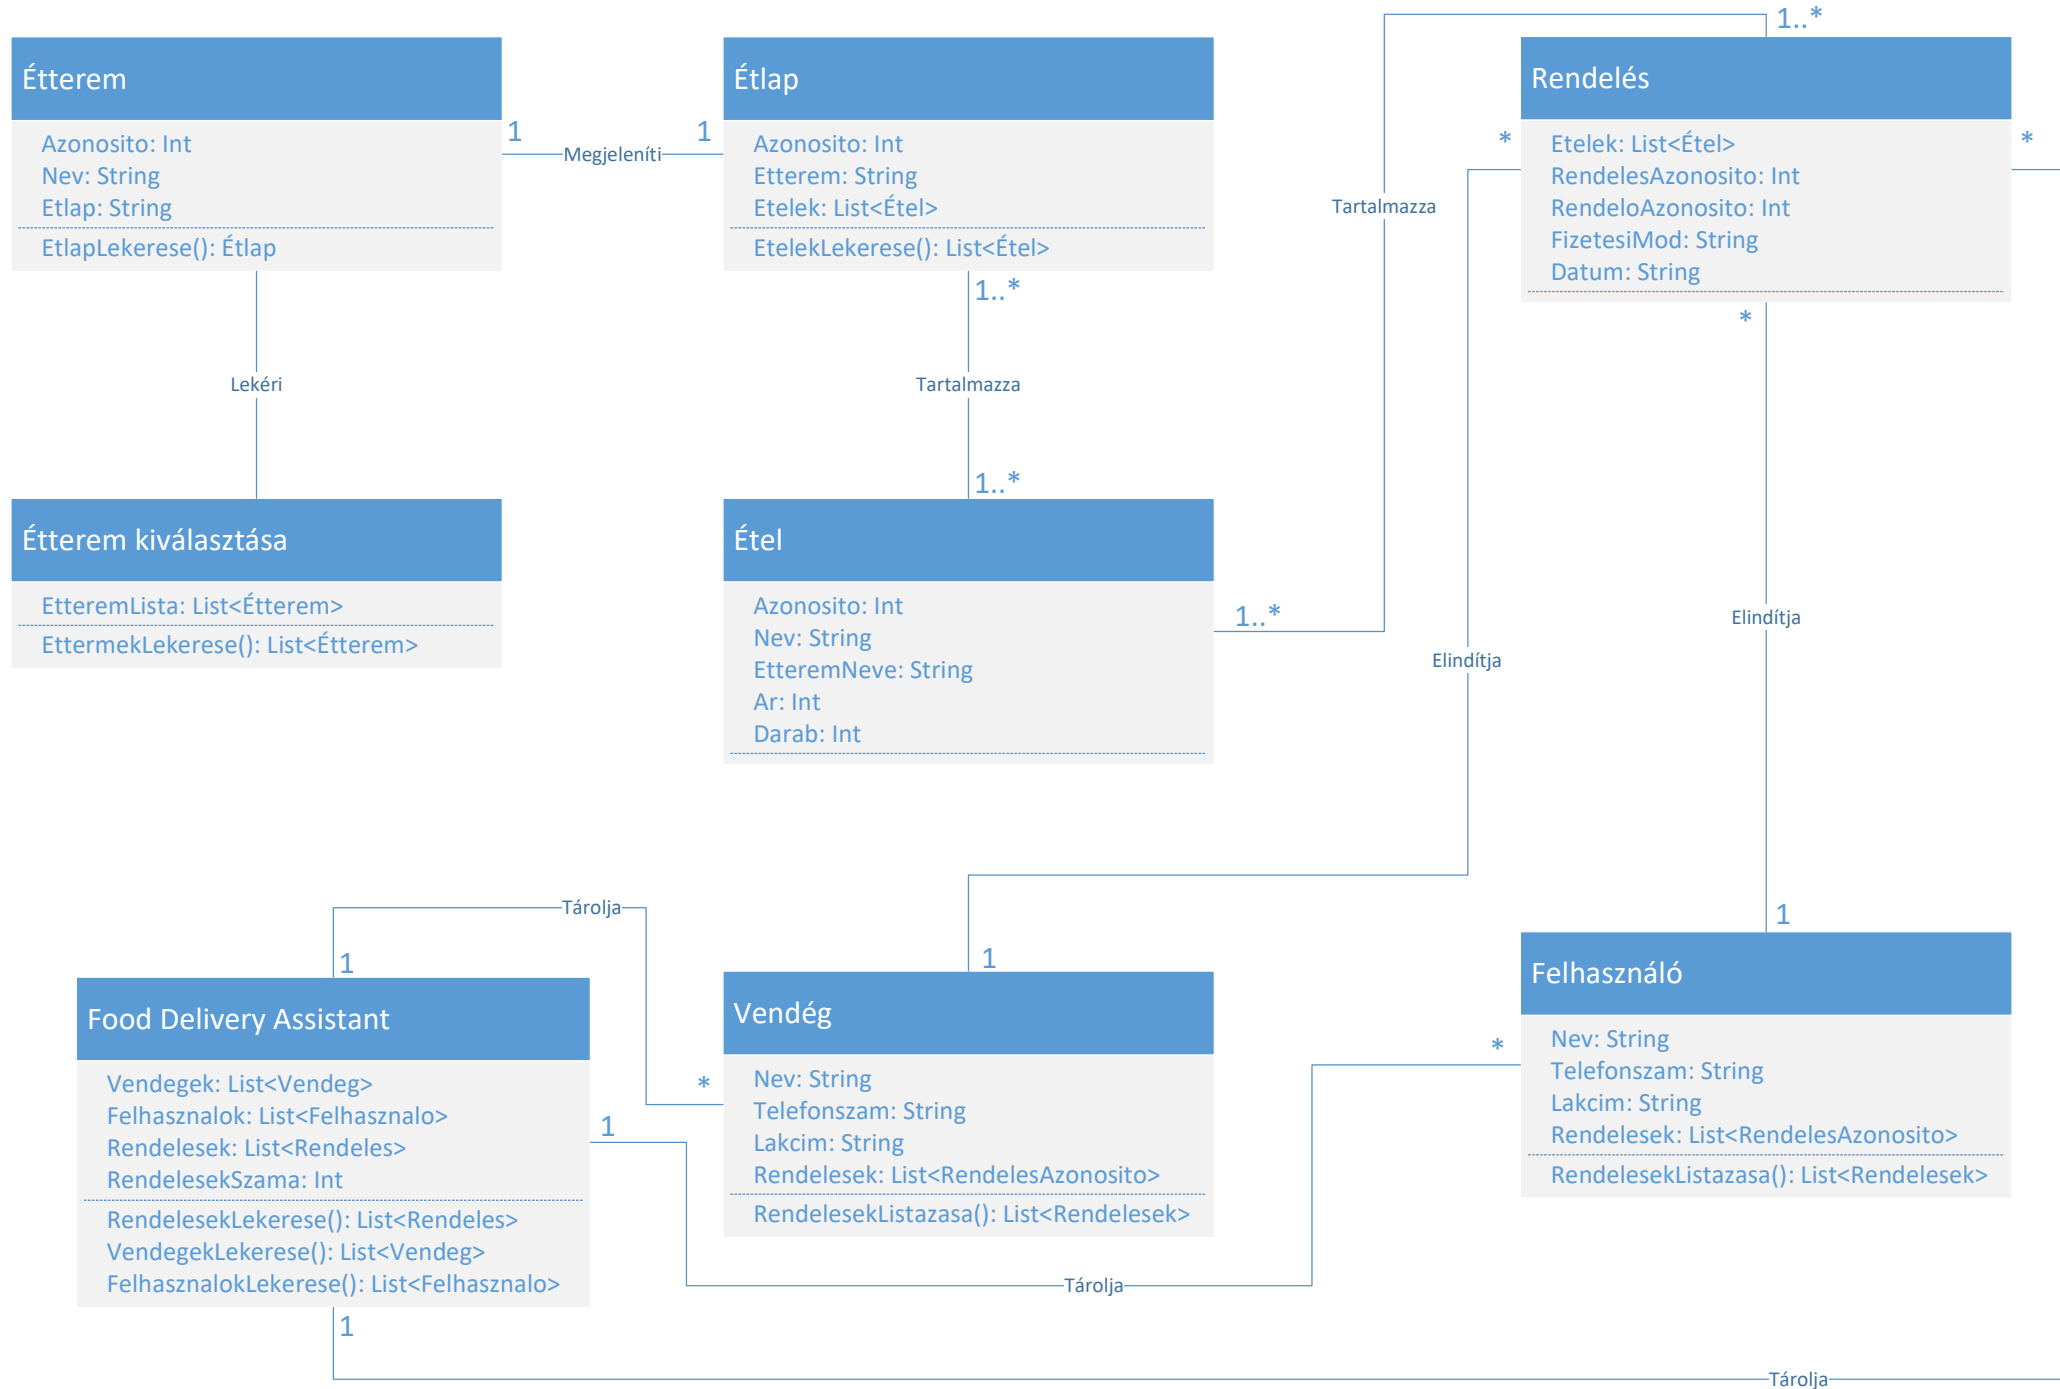 Étterem
Azonosito: Int
Nev: String
Etlap: String
EtlapLekerese(): Étlap
1
Megjeleníti
1
Étlap
Azonosito: Int
Etterem: String
Etelek: List<Étel>
EtelekLekerese(): List<Étel>
1..*
Tartalmazza
1..*
Tartalmazza
1..*
Rendelés
Etelek: List<Étel>
RendelesAzonosito: Int
RendeloAzonosito: Int
FizetesiMod: String
Datum: String
*
*
*
Lekéri
Étterem kiválasztása
EtteremLista: List<Étterem>
EttermekLekerese(): List<Étterem>
Étel
Azonosito: Int
Nev: String
EtteremNeve: String
Ar: Int
Darab: Int
1..*
Elindítja
Elindítja
1
1
Tárolja
1
*
Food Delivery Assistant
Vendegek: List<Vendeg>
Felhasznalok: List<Felhasznalo>
Rendelesek: List<Rendeles>
RendelesekSzama: Int
RendelesekLekerese(): List<Rendeles>
VendegekLekerese(): List<Vendeg>
FelhasznalokLekerese(): List<Felhasznalo>
1
1
Vendég
Nev: String
Telefonszam: String
Lakcim: String
Rendelesek: List<RendelesAzonosito>
RendelesekListazasa(): List<Rendelesek>
Tárolja
*
Felhasználó
Nev: String
Telefonszam: String
Lakcim: String
Rendelesek: List<RendelesAzonosito>
RendelesekListazasa(): List<Rendelesek>
Tárolja